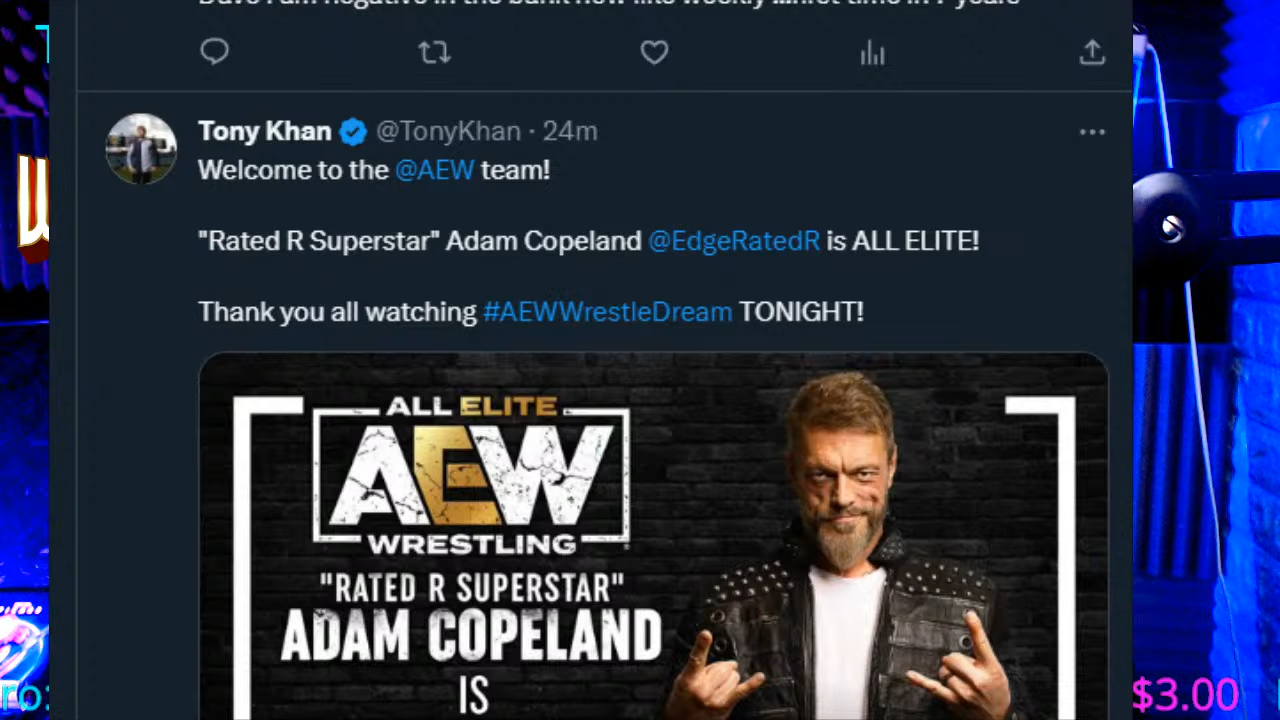 Tony Khan @TonyKhan · 24m
Welcome to the @AEW team!
"Rated R Superstar" Adam Copeland @EdgeRatedR is ALL ELITE!
Thank you all watching #AEWWrestleDream TONIGHT!
ALL ELITE
AEW
WRESTLING
"RATED R SUPERSTAR"
ADAM COPELAND
IS
$3.00